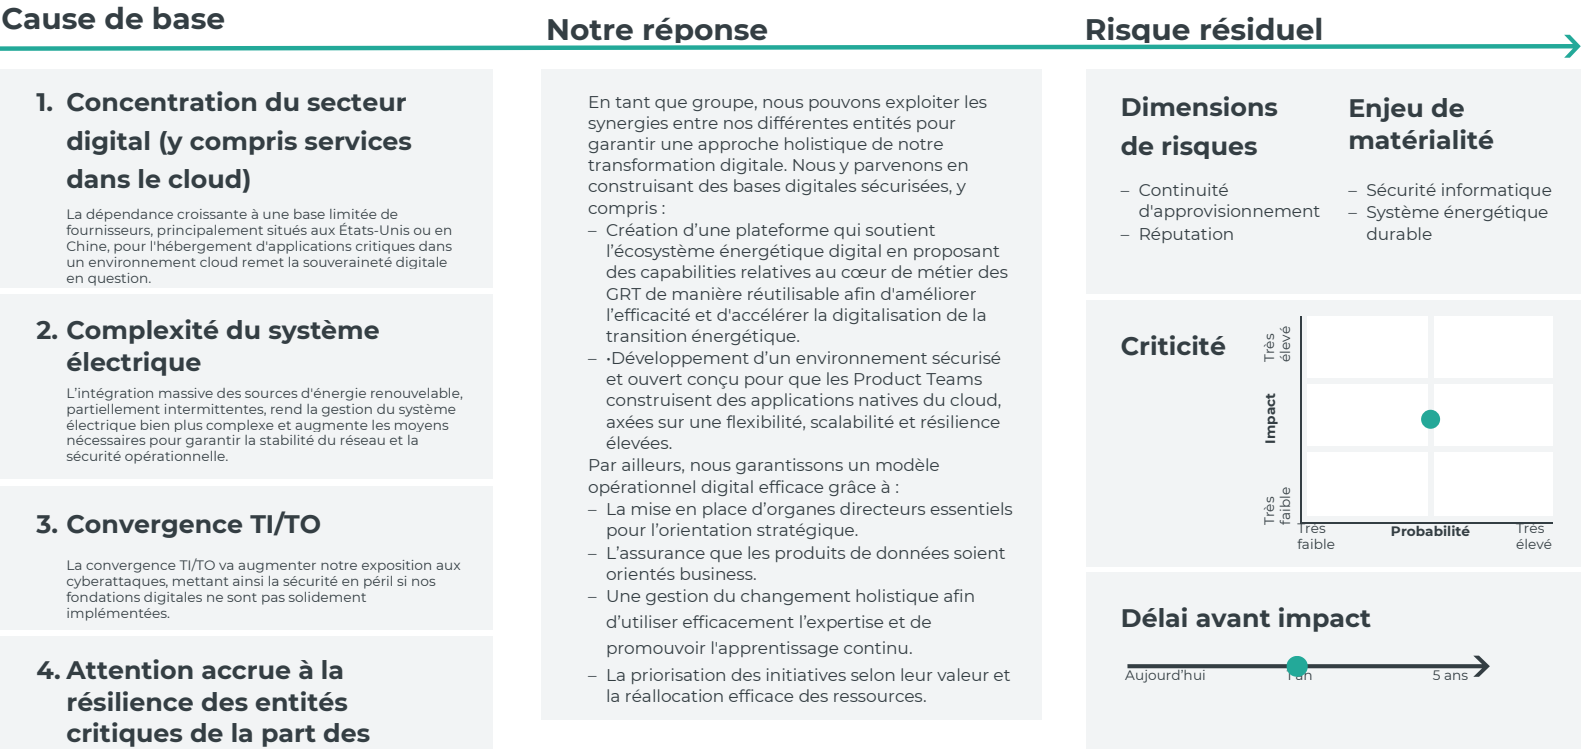 Cause de base
Notre réponse
Risque résiduel
1. Concentration du secteur
digital (y compris services
dans le cloud)
La dépendance croissante à une base limitée de
fournisseurs, principalement situés aux États-Unis ou en
Chine, pour l'hébergement d'applications critiques dans
un environnement cloud remet la souveraineté digitale
en question.
2. Complexité du système
électrique
L’intégration massive des sources d'énergie renouvelable,
partiellement intermittentes, rend la gestion du système
électrique bien plus complexe et augmente les moyens
nécessaires pour garantir la stabilité du réseau et la
sécurité opérationnelle.
3. Convergence TI/TO
La convergence TI/TO va augmenter notre exposition aux
cyberattaques, mettant ainsi la sécurité en péril si nos
fondations digitales ne sont pas solidement
implémentées.
4. Attention accrue à la
résilience des entités
critiques de la part des
En tant que groupe, nous pouvons exploiter les
synergies entre nos différentes entités pour
garantir une approche holistique de notre
transformation digitale. Nous y parvenons en
construisant des bases digitales sécurisées, y
compris :
– Création d’une plateforme qui soutient
l’écosystème énergétique digital en proposant
des capabilities relatives au cœur de métier des
GRT de manière réutilisable afin d'améliorer
l’efficacité et d'accélérer la digitalisation de la
transition énergétique.
– •Développement d’un environnement sécurisé
et ouvert conçu pour que les Product Teams
construisent des applications natives du cloud,
axées sur une flexibilité, scalabilité et résilience
élevées.
Par ailleurs, nous garantissons un modèle
opérationnel digital efficace grâce à :
– La mise en place d’organes directeurs essentiels
pour l’orientation stratégique.
– L’assurance que les produits de données soient
orientés business.
– Une gestion du changement holistique afin
d’utiliser efficacement l’expertise et de
promouvoir l'apprentissage continu.
– La priorisation des initiatives selon leur valeur et
la réallocation efficace des ressources.
Dimensions
de risques
– Continuité
d'approvisionnement
– Réputation
Enjeu de
matérialité
– Sécurité informatique
– Système énergétique
durable
Criticité
Très
élevé
Impact
Très
faible
Très
faible
Probabilité
Très
élevé
Délai avant impact
Aujourd’hui
1 an
5 ans